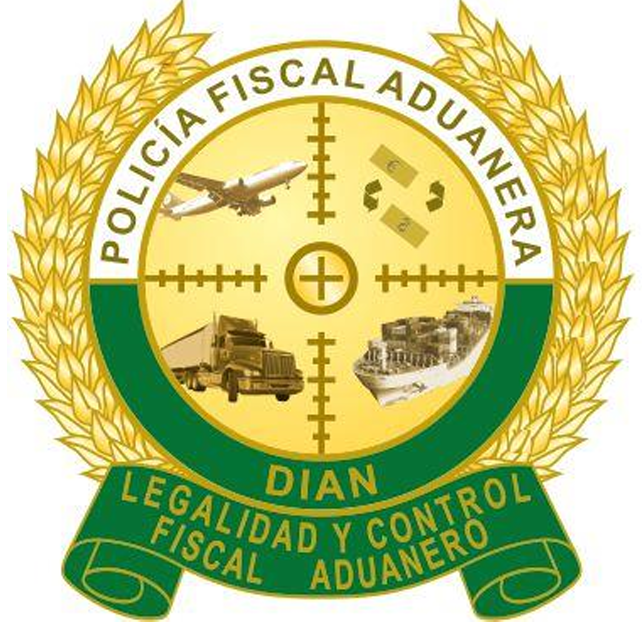 POLICÍA FISCAL ADUANERA
DIAN
LEGALIDAD Y CONTROL
FISCAL ADUANERO